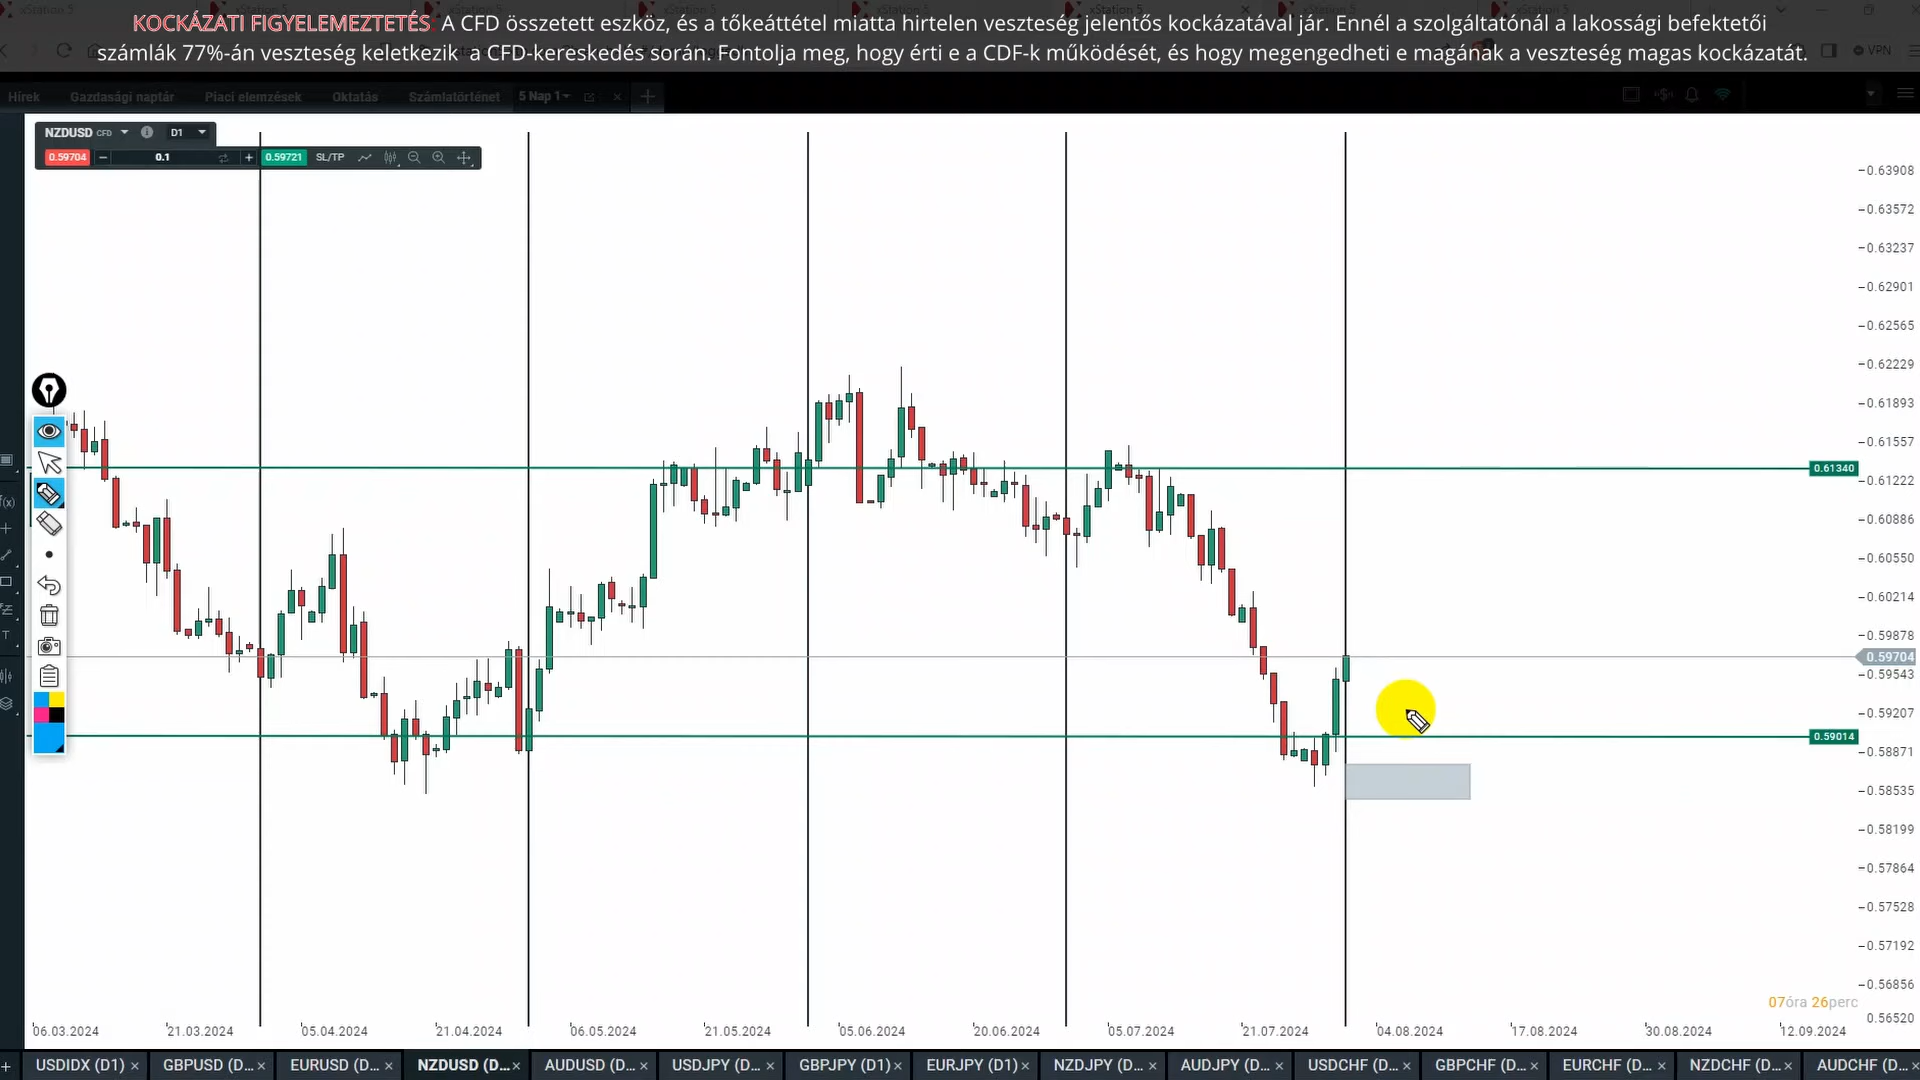 KOCKÁZATI FIGYELEMEZTETÉS A CFD összetett eszköz, és a tőkeáttétel miatta hirtelen veszteség jelentős kockázatával jár. Ennél a szolgáltatónál a lakossági befektetői
számlák 77%-án veszteség keletkezik a CFD-kereskedés során. Fontolja meg, hogy érti e a CDF-k működését, és hogy megengedheti e magának a veszteség magas kockázatát.
VPN
Hírek Gazdasági naptár Piaci elemzések Oktatás Számlatörténet 5 Nap 1
NZDUSD CFD D1
0.59704 0.1 0.59721 SL/TP
0.63908
0.63572
0.63237
0.62901
0.62565
0.62229
0.61893
0.61557
0.61340
0.61222
0.60886
0.60550
0.60214
0.59878
0.59704
0.59543
0.59207
0.59014
0.58871
0.58535
0.58199
0.57864
0.57528
0.57192
0.56856
0.56520
07óra 26perc
06.03.2024 21.03.2024 05.04.2024 21.04.2024 06.05.2024 21.05.2024 05.06.2024 20.06.2024 05.07.2024 21.07.2024 04.08.2024 17.08.2024 30.08.2024 12.09.2024
USDIDX (D1) GBPUSD (D... EURUSD (D... NZDUSD (D... AUDUSD (D... USDJPY (D... GBPJPY (D1) EURJPY (D1) NZDJPY (D... AUDJPY (D... USDCHF (D... GBPCHF (D... EURCHF (D... NZDCHF (D... AUDCHF (D...